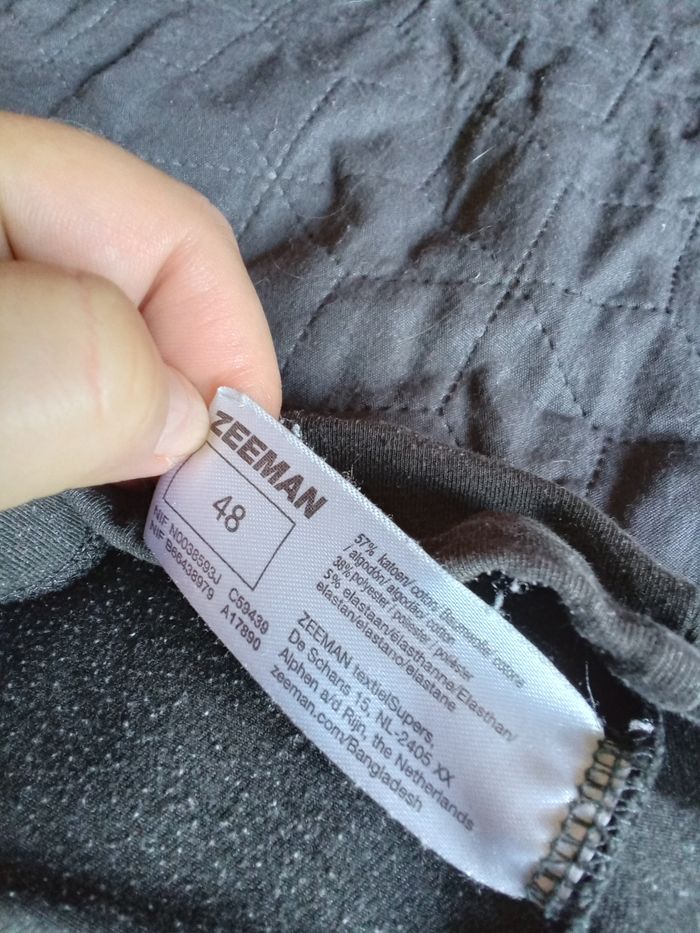 ZEEMAN
48
NIF N0038593J C59439
NIF B66438979 A17890
57% katoen/ coton/ Baumwolle/ cotone
/ algodón/ algodão/ cotton
38% polyester / poliéster / poliéster
5% elastaan/élasthanne/Elasthan/
elastan/elastano/elastane
ZEEMAN textielSupers,
De Schans 15, NL-2405 XX
Alphen a/d Rijn, the Netherlands
zeeman.com/Bangladesh